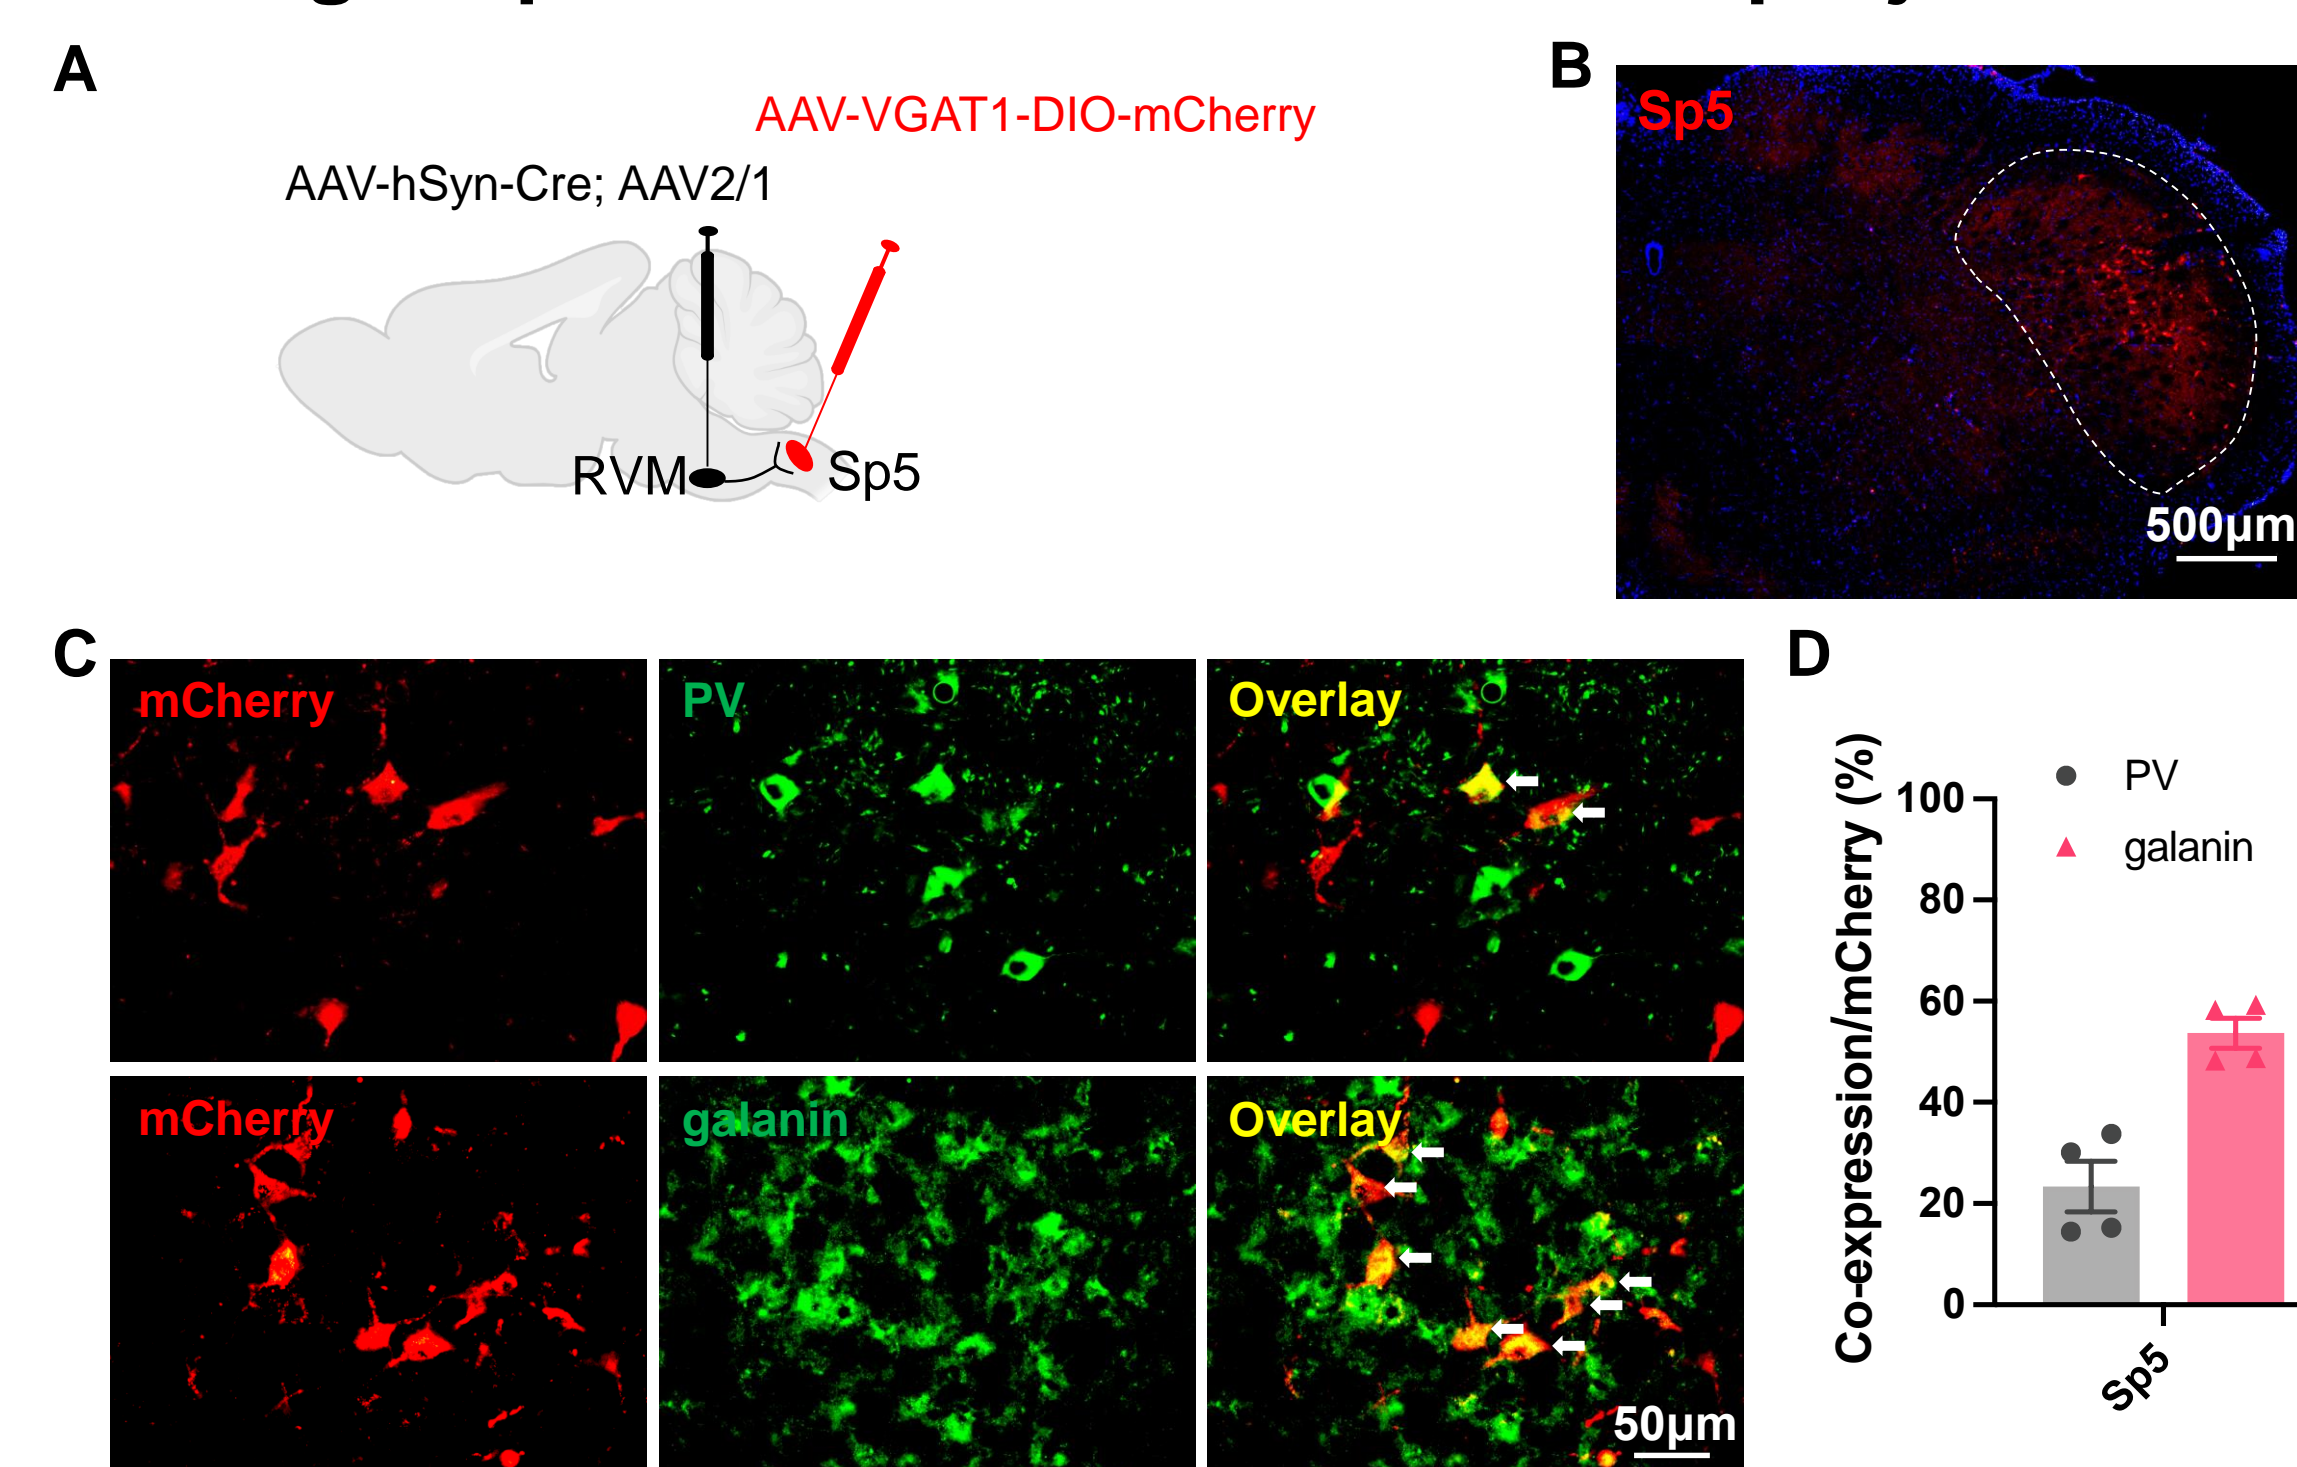 A
AAV-VGAT1-DIO-mCherry
AAV-hSyn-Cre; AAV2/1
RVM
Sp5
B
Sp5
500μm
C
mCherry
PV
Overlay
mCherry
galanin
Overlay
50μm
D
Co-expression/mCherry (%)
PV
galanin
100
80
60
40
20
0
Sp5